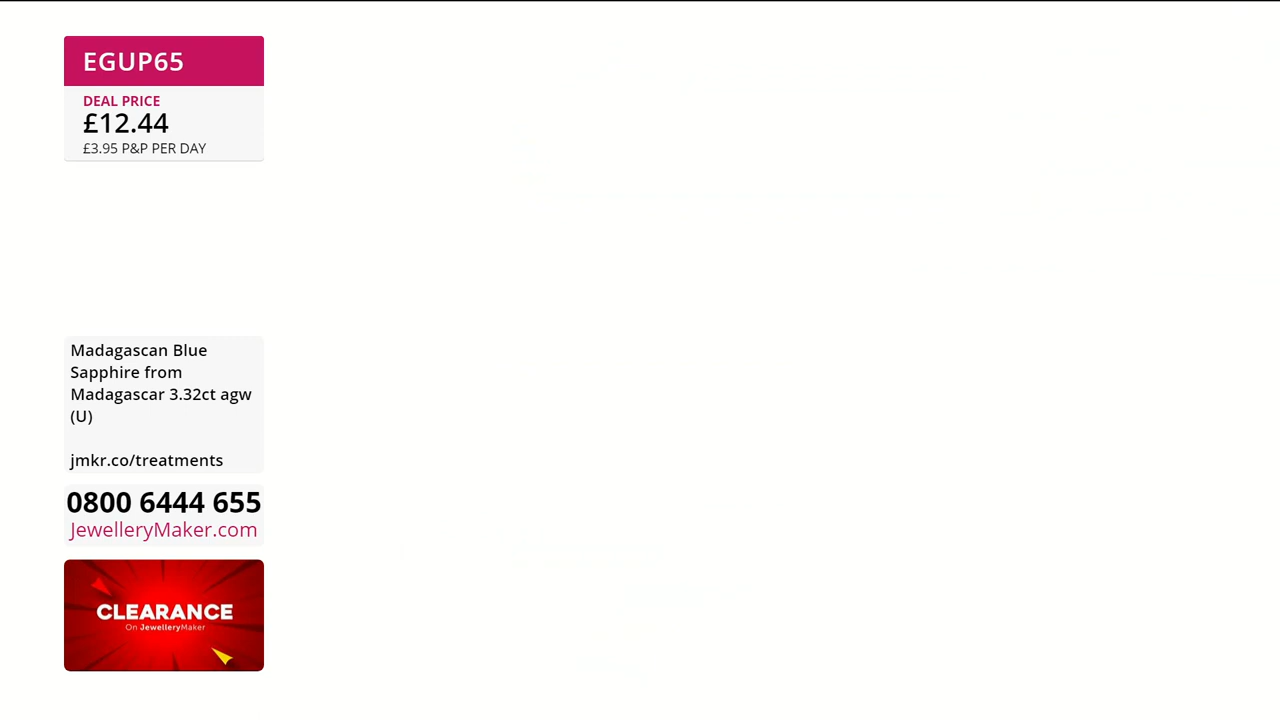 EGUP65
DEAL PRICE
£12.44
£3.95 P&P PER DAY
Madagascan Blue
Sapphire from
Madagascar 3.32ct agw
(U)
jmkr.co/treatments
0800 6444 655
JewelleryMaker.com
CLEARANCE
On JewelleryMaker